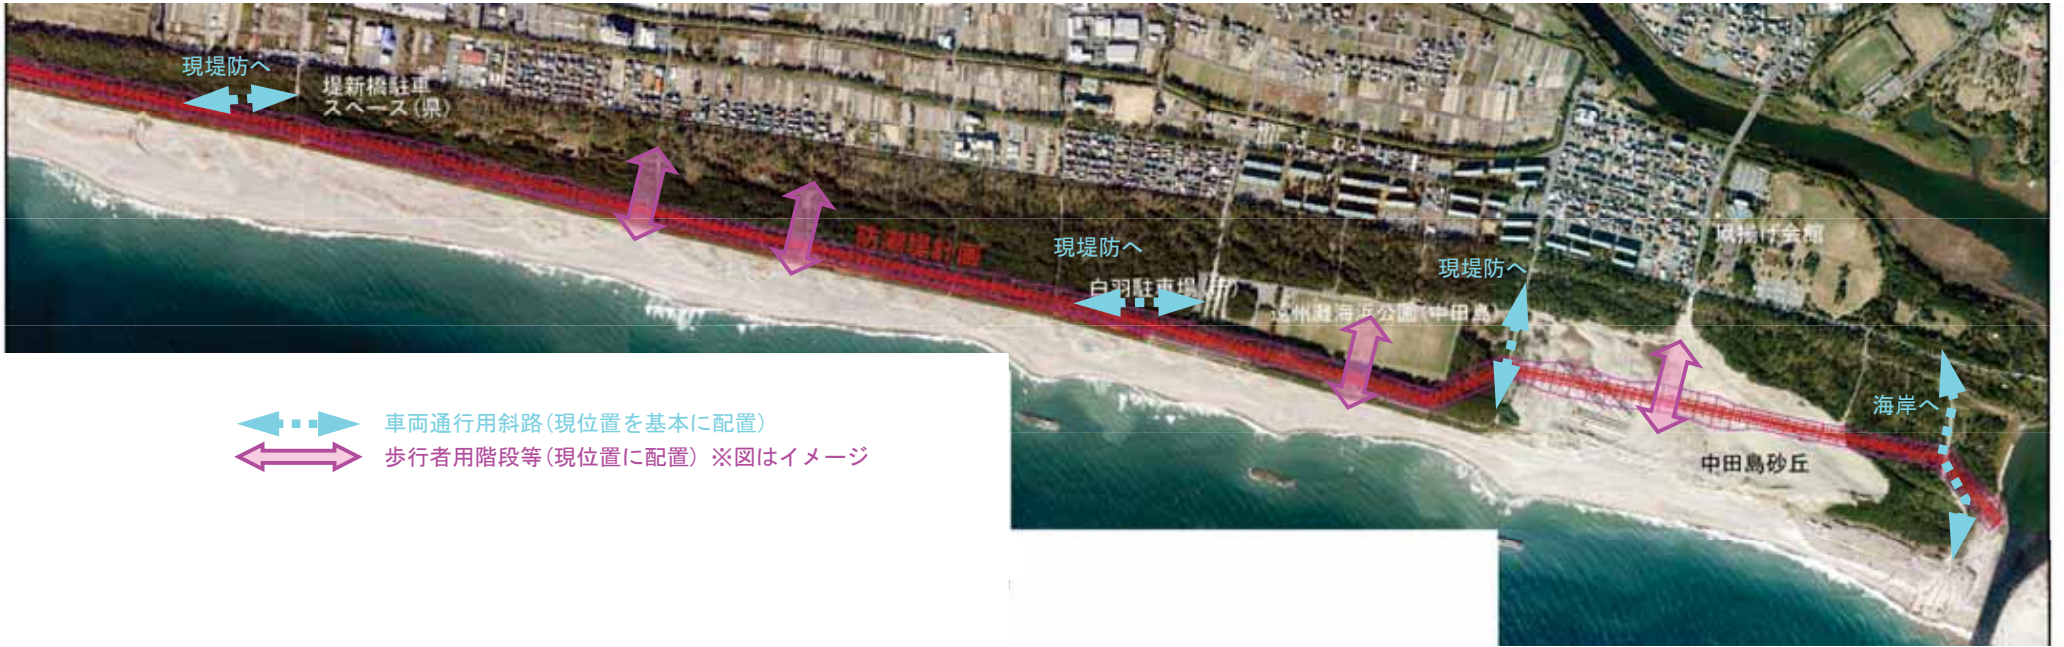 現堤防へ
堤新橋駐車
スペース(県)
防潮堤計画
現堤防へ
白羽駐車場(市)
現堤防へ
遠州灘海浜公園(中田島)
凧揚げ会館
海岸へ
中田島砂丘
車両通行用斜路(現位置を基本に配置)
歩行者用階段等(現位置に配置) ※図はイメージ